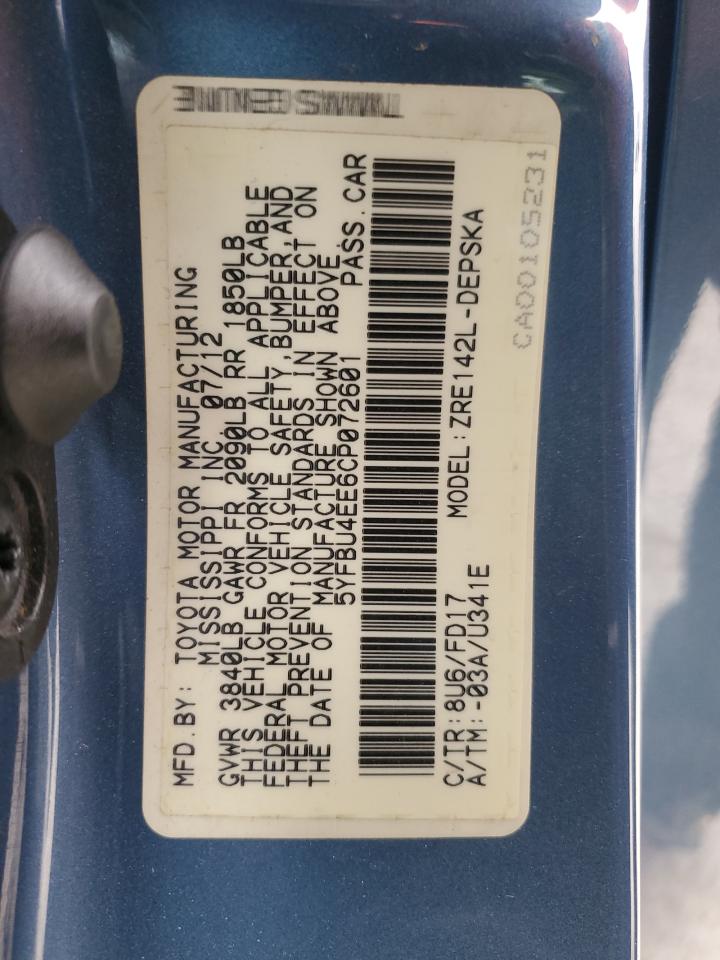 MFD.BY: TOYOTA MOTOR MANUFACTURING
MISSISSIPPI INC 07/12
GVWR 3840LB GAWR FR 2090LB RR 1850LB
THIS VEHICLE CONFORMS TO ALL APPLICABLE
FEDERAL MOTOR VEHICLE SAFETY,BUMPER,AND
THEFT PREVENTION STANDARDS IN EFFECT ON
THE DATE OF MANUFACTURE SHOWN ABOVE.
5YFBU4EE6CP072601 PASS.CAR
C/TR:8U6/FD17 MODEL:ZRE142L-DEPSKA
A/TM:-03A/U341E
CA00105231